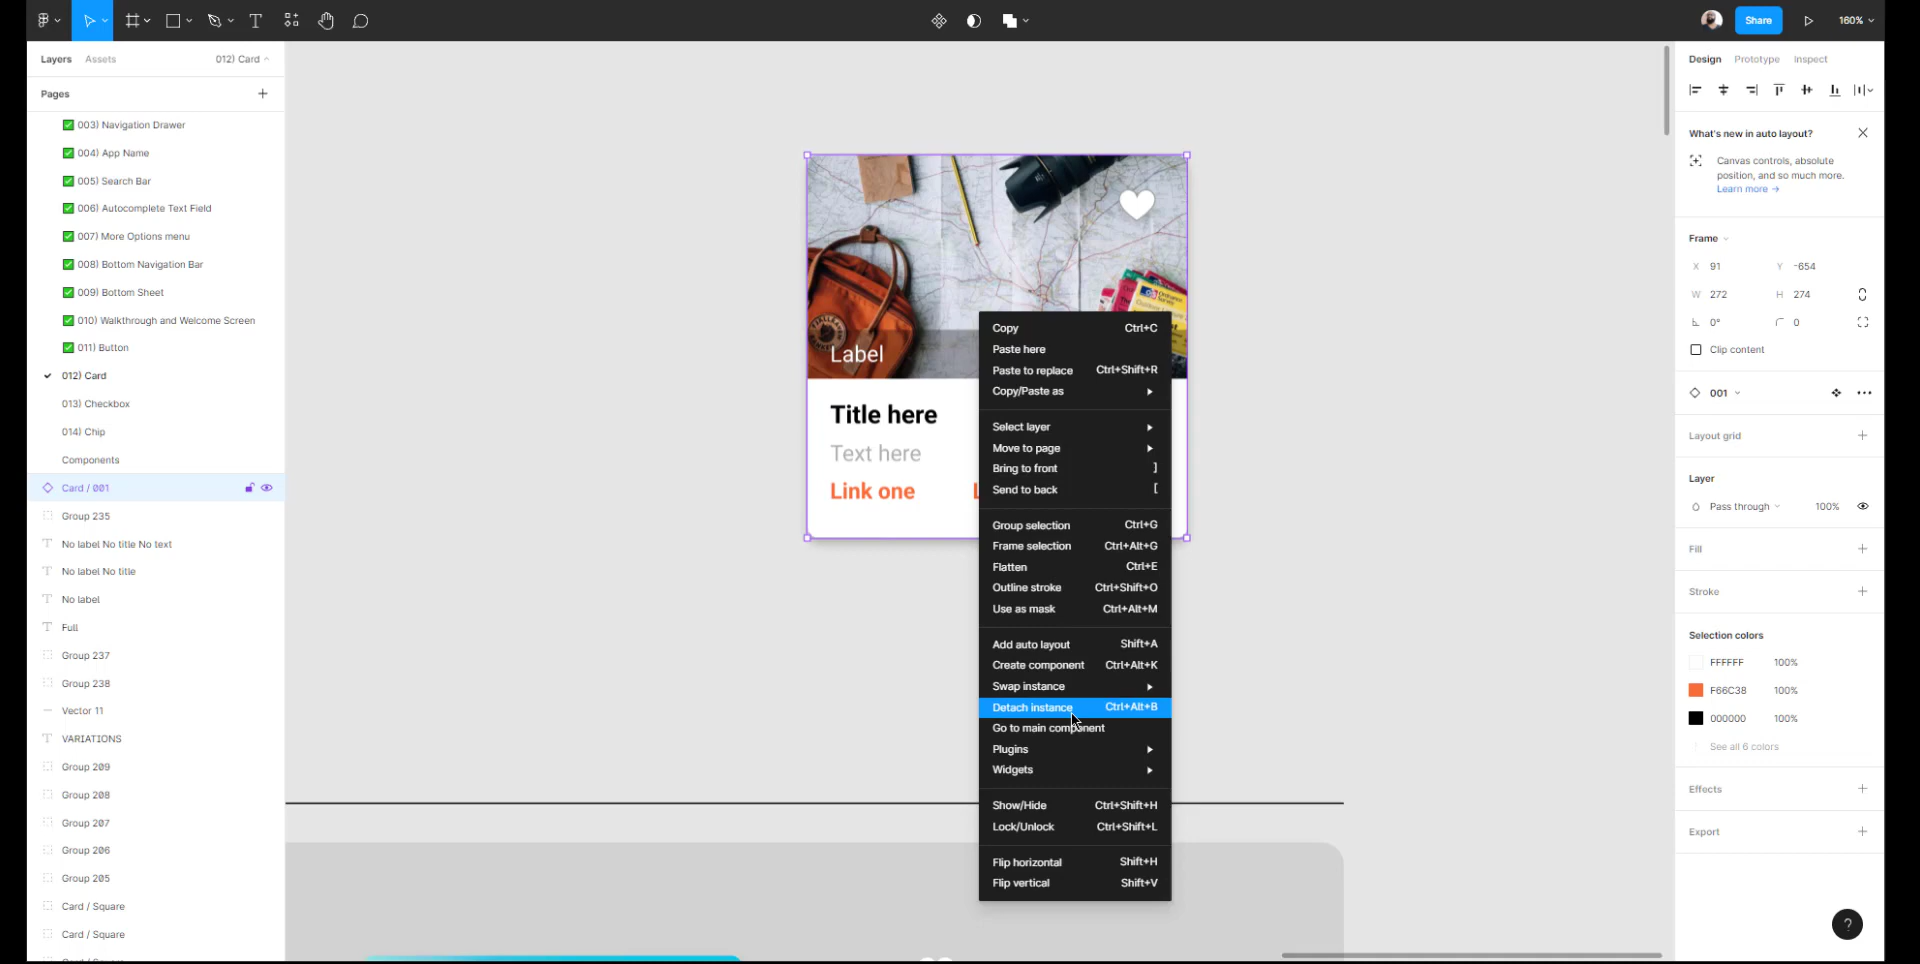 Share
160%
Layers
Assets
012) Card
Pages
003) Navigation Drawer
004) App Name
005) Search Bar
006) Autocomplete Text Field
007) More Options menu
008) Bottom Navigation Bar
009) Bottom Sheet
010) Walkthrough and Welcome Screen
011) Button
012) Card
013) Checkbox
014) Chip
Components
Card / 001
Group 235
No label No title No text
No label No title
No label
Full
Group 237
Group 238
Vector 11
VARIATIONS
Group 209
Group 208
Group 207
Group 206
Group 205
Card / Square
Card / Square
Label
Title here
Text here
Link one
Copy Ctrl+C
Paste here
Paste to replace Ctrl+Shift+R
Copy/Paste as
Select layer
Move to page
Bring to front ]
Send to back [
Group selection Ctrl+G
Frame selection Ctrl+Alt+G
Flatten Ctrl+E
Outline stroke Ctrl+Shift+O
Use as mask Ctrl+Alt+M
Add auto layout Shift+A
Create component Ctrl+Alt+K
Swap instance
Detach instance Ctrl+Alt+B
Go to main component
Plugins
Widgets
Show/Hide Ctrl+Shift+H
Lock/Unlock Ctrl+Shift+L
Flip horizontal Shift+H
Flip vertical Shift+V
Design
Prototype
Inspect
What's new in auto layout?
Canvas controls, absolute
position, and so much more.
Learn more →
Frame
X 91 Y -654
W 272 H 274
0° 0
Clip content
001
Layout grid
Layer
Pass through 100%
Fill
Stroke
Selection colors
FFFFFF 100%
F66C38 100%
000000 100%
See all 6 colors
Effects
Export
?